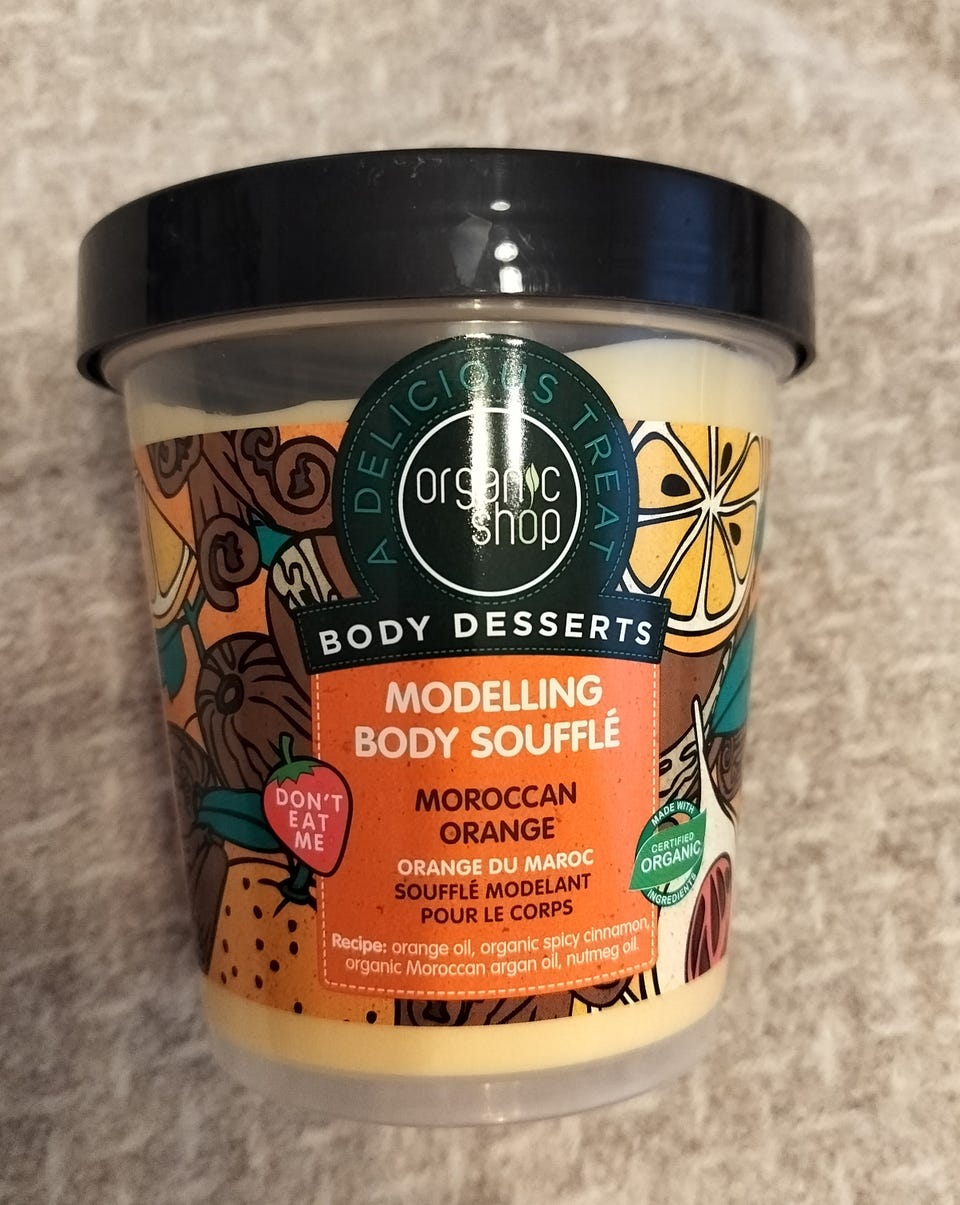 A DELICIOUS TREAT
organic
shop
BODY DESSERTS
MODELLING
BODY SOUFFLÉ
MOROCCAN
ORANGE
ORANGE DU MAROC
SOUFFLÉ MODELANT
POUR LE CORPS
Recipe: orange oil, organic spicy cinnamon,
organic Moroccan argan oil, nutmeg oil.
DON'T
EAT
ME
MADE WITH
CERTIFIED
ORGANIC
INGREDIENTS